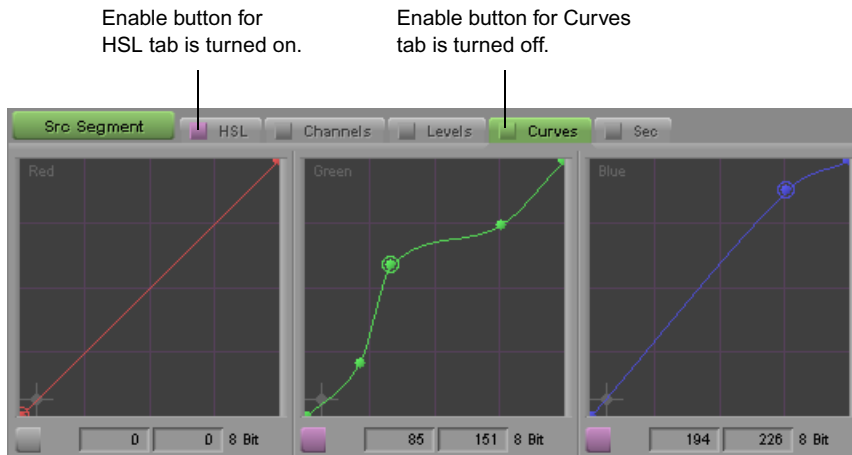 Enable button for
HSL tab is turned on.
Enable button for Curves
tab is turned off.
Src Segment HSL Channels Levels Curves Sec
Red Green Blue
0 0 8 Bit 85 151 8 Bit 194 226 8 Bit